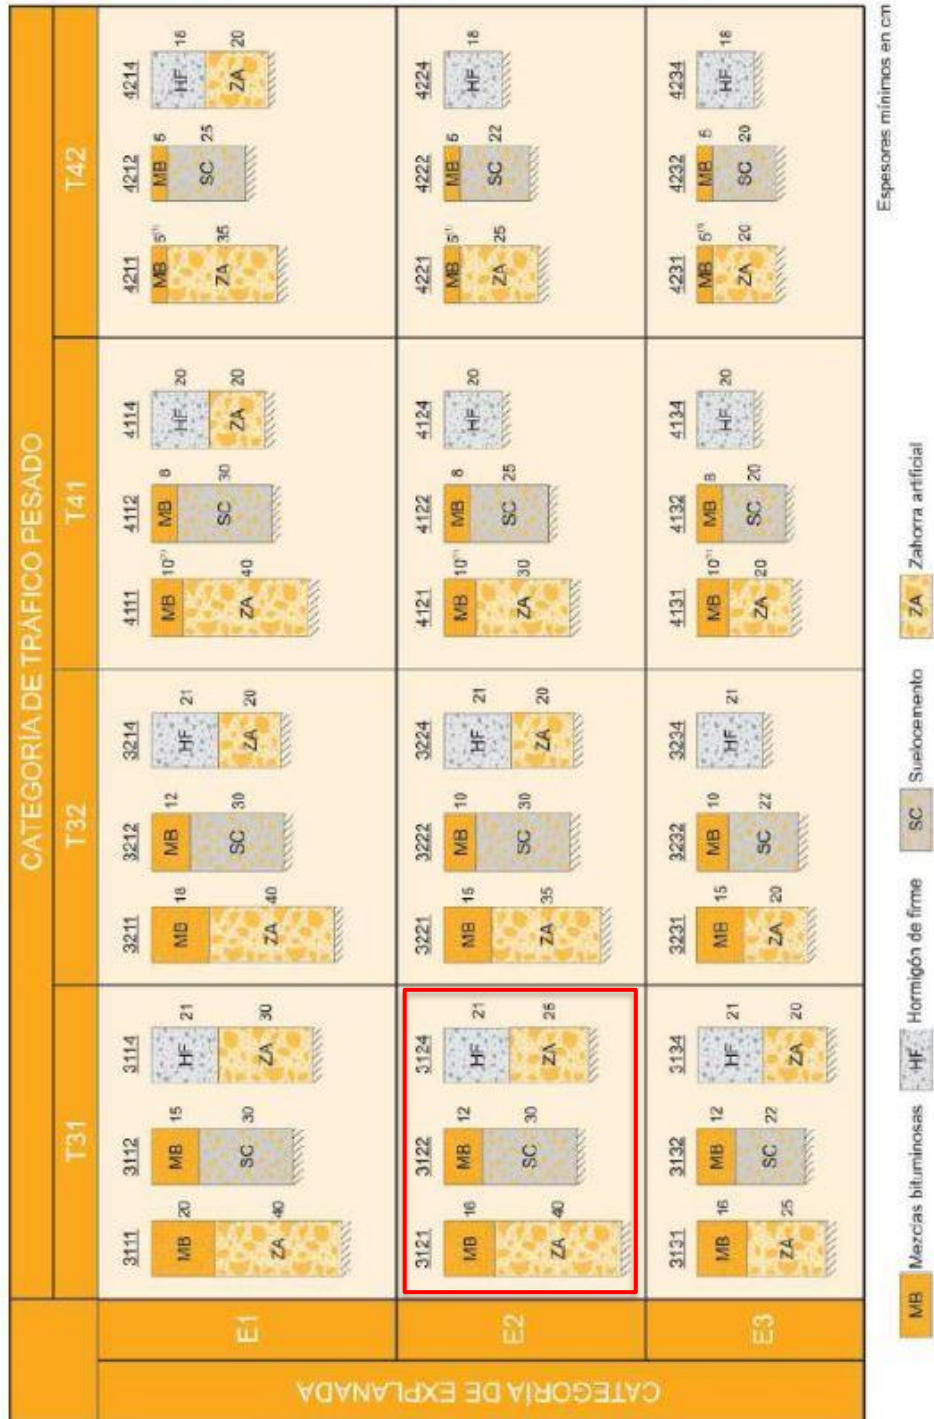 CATEGORÍA DE TRÁFICO PESADO
T31 T32 T41 T42
CATEGORÍA DE EXPLANADA
E1
3111 3112 3114 3211 3212 3214 4111 4112 4114 4211 4212 4214
MB 20 MB 15 HF 21 MB 18 MB 12 HF 21 MB 10⁽¹⁾ MB 8 HF 20 MB 5⁽¹⁾ MB 5 HF 18
ZA 40 SC 30 ZA 30 ZA 40 SC 30 ZA 20 ZA 40 SC 30 ZA 20 ZA 35 SC 25 ZA 20
E2
3121 3122 3124 3221 3222 3224 4121 4122 4124 4221 4222 4224
MB 16 MB 12 HF 21 MB 15 MB 10 HF 21 MB 10⁽¹⁾ MB 8 HF 20 MB 5⁽¹⁾ MB 5 HF 18
ZA 40 SC 30 ZA 25 ZA 35 SC 30 ZA 20 ZA 30 SC 25 ZA 25 SC 22
E3
3131 3132 3134 3231 3232 3234 4131 4132 4134 4231 4232 4234
MB 16 MB 12 HF 21 MB 15 MB 10 HF 21 MB 10⁽¹⁾ MB 8 HF 20 MB 5⁽¹⁾ MB 5 HF 18
ZA 25 SC 22 ZA 20 ZA 20 SC 22 ZA 20 SC 20 ZA 20 SC 20
Espesores mínimos en cm
MB Mezclas bituminosas HF Hormigón de firme SC Suelocemento ZA Zahorra artificial